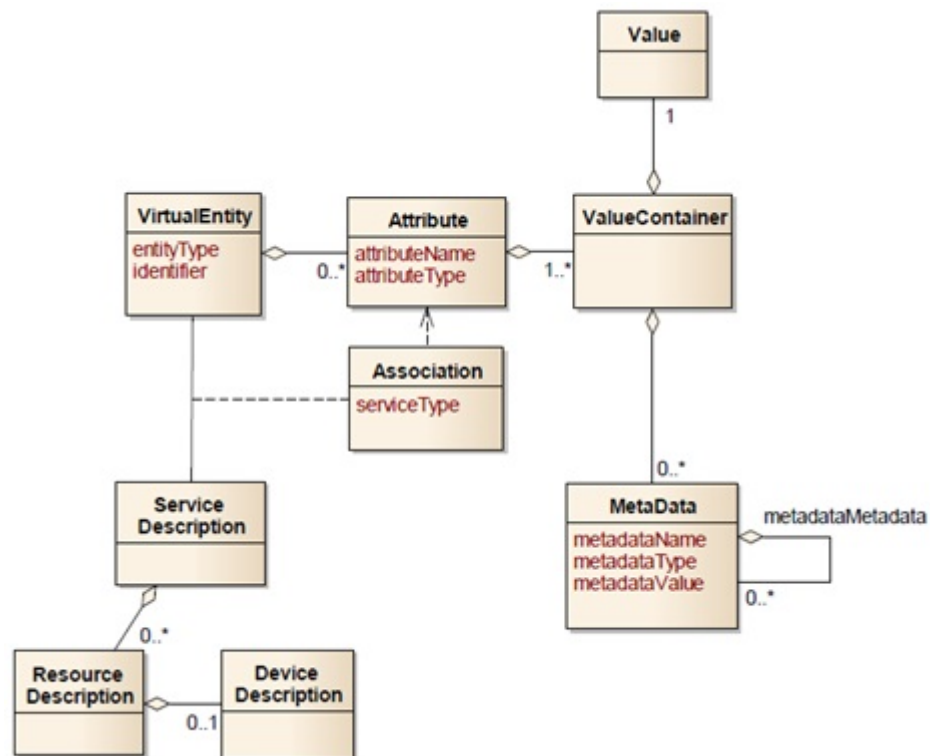 Value
1
VirtualEntity
entityType
identifier
0..*
Attribute
attributeName
attributeType
1..*
ValueContainer
Association
serviceType
0..*
Service
Description
MetaData
metadataName
metadataType
metadataValue
metadataMetadata
0..*
0..*
Resource
Description
0..1
Device
Description